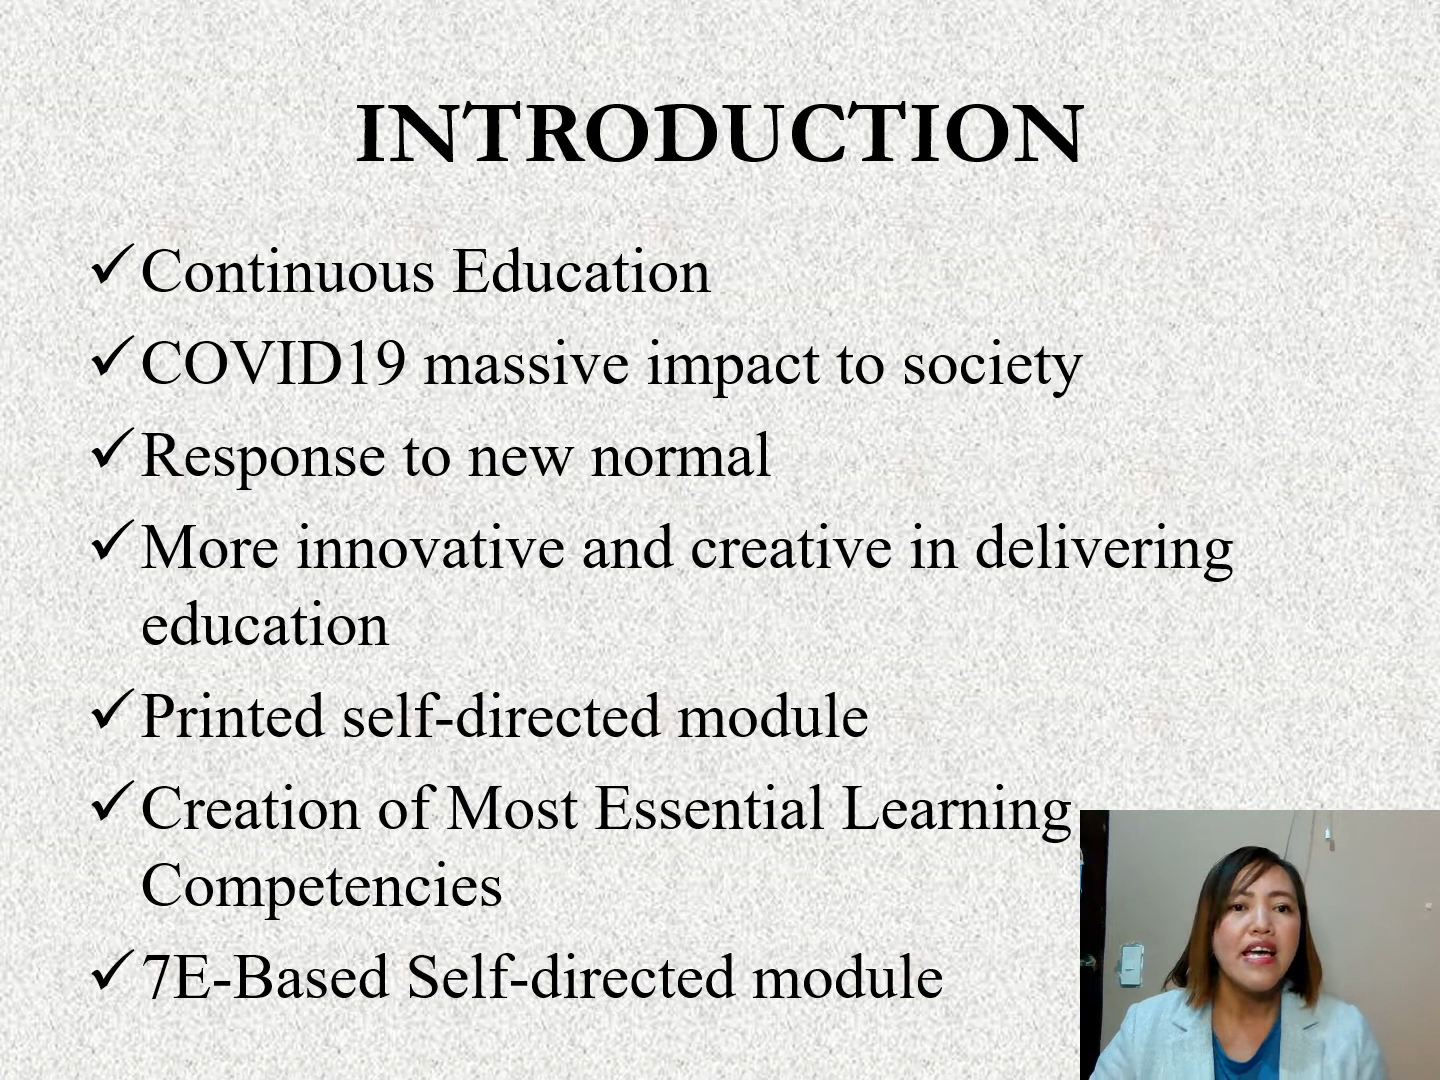 INTRODUCTION
✓Continuous Education
✓COVID19 massive impact to society
✓Response to new normal
✓More innovative and creative in delivering
education
✓Printed self-directed module
✓Creation of Most Essential Learning
Competencies
✓7E-Based Self-directed module